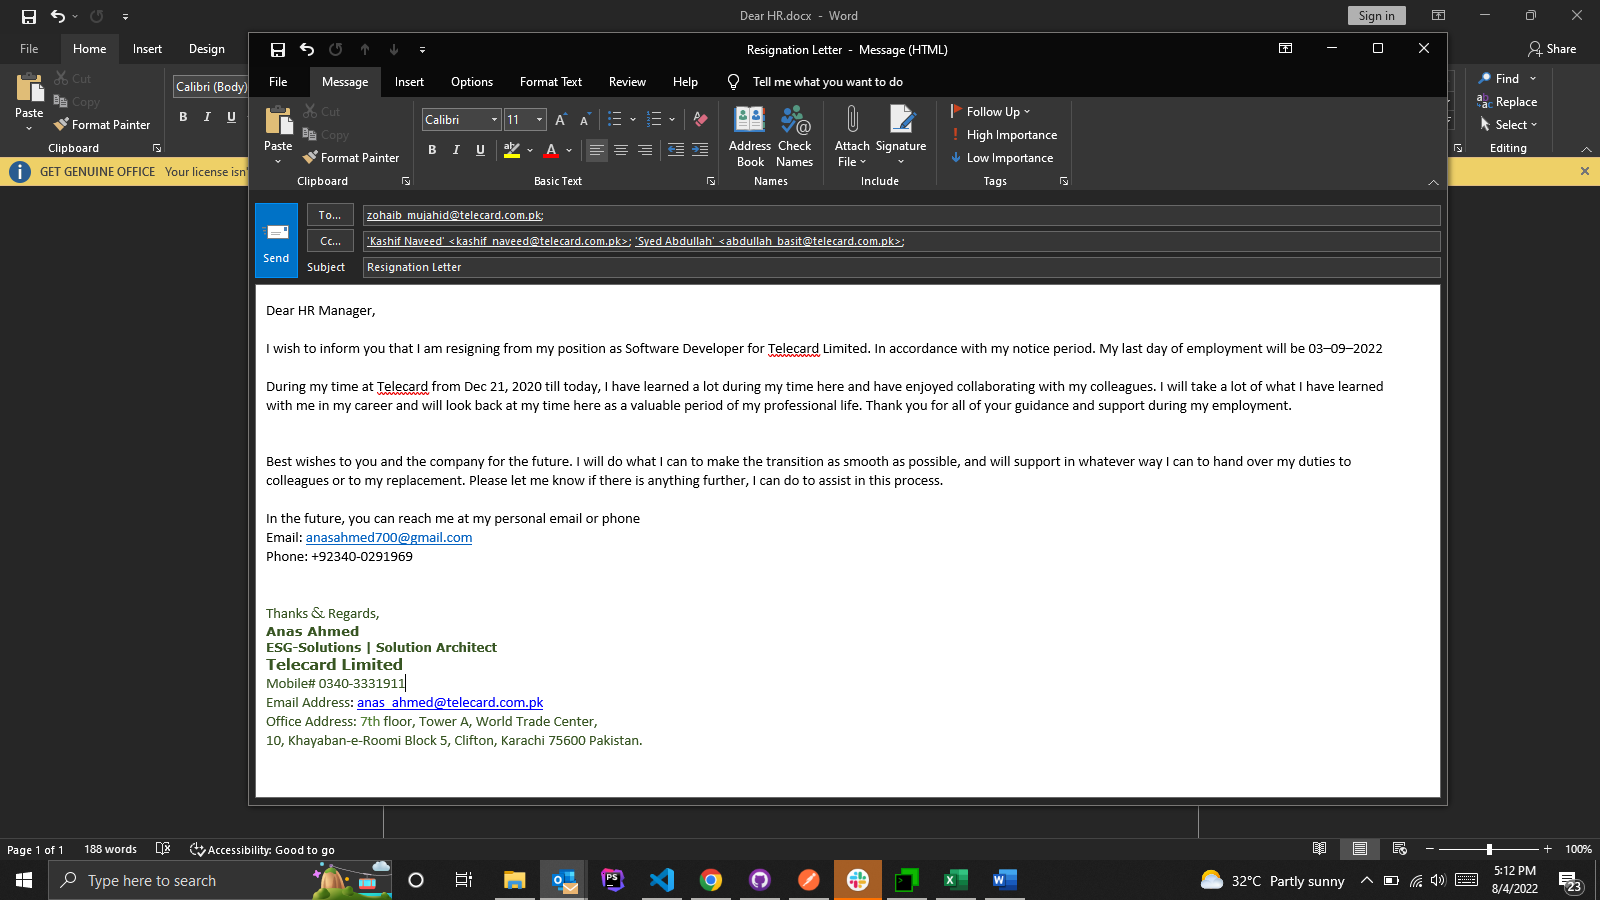 Dear HR.docx - Word
Sign in
File
Home
Insert
Design
Share
Paste
Cut
Copy
Format Painter
Clipboard
Calibri (Body)
B I U
Find
Replace
Select
Editing
GET GENUINE OFFICE Your license isn'
Resignation Letter - Message (HTML)
File
Message
Insert
Options
Format Text
Review
Help
Tell me what you want to do
Paste
Cut
Copy
Format Painter
Clipboard
Calibri
11
B I U
Basic Text
Address Book
Check Names
Names
Attach File
Signature
Include
Follow Up
High Importance
Low Importance
Tags
Send
To...
zohaib_mujahid@telecard.com.pk;
Cc...
'Kashif Naveed' <kashif_naveed@telecard.com.pk>; 'Syed Abdullah' <abdullah_basit@telecard.com.pk>;
Subject
Resignation Letter
Dear HR Manager,
I wish to inform you that I am resigning from my position as Software Developer for Telecard Limited. In accordance with my notice period. My last day of employment will be 03–09–2022
During my time at Telecard from Dec 21, 2020 till today, I have learned a lot during my time here and have enjoyed collaborating with my colleagues. I will take a lot of what I have learned
with me in my career and will look back at my time here as a valuable period of my professional life. Thank you for all of your guidance and support during my employment.
Best wishes to you and the company for the future. I will do what I can to make the transition as smooth as possible, and will support in whatever way I can to hand over my duties to
colleagues or to my replacement. Please let me know if there is anything further, I can do to assist in this process.
In the future, you can reach me at my personal email or phone
Email: anasahmed700@gmail.com
Phone: +92340-0291969
Thanks & Regards,
Anas Ahmed
ESG-Solutions | Solution Architect
Telecard Limited
Mobile# 0340-3331911
Email Address: anas_ahmed@telecard.com.pk
Office Address: 7th floor, Tower A, World Trade Center,
10, Khayaban-e-Roomi Block 5, Clifton, Karachi 75600 Pakistan.
Page 1 of 1
188 words
Accessibility: Good to go
100%
Type here to search
32°C Partly sunny
5:12 PM
8/4/2022
23